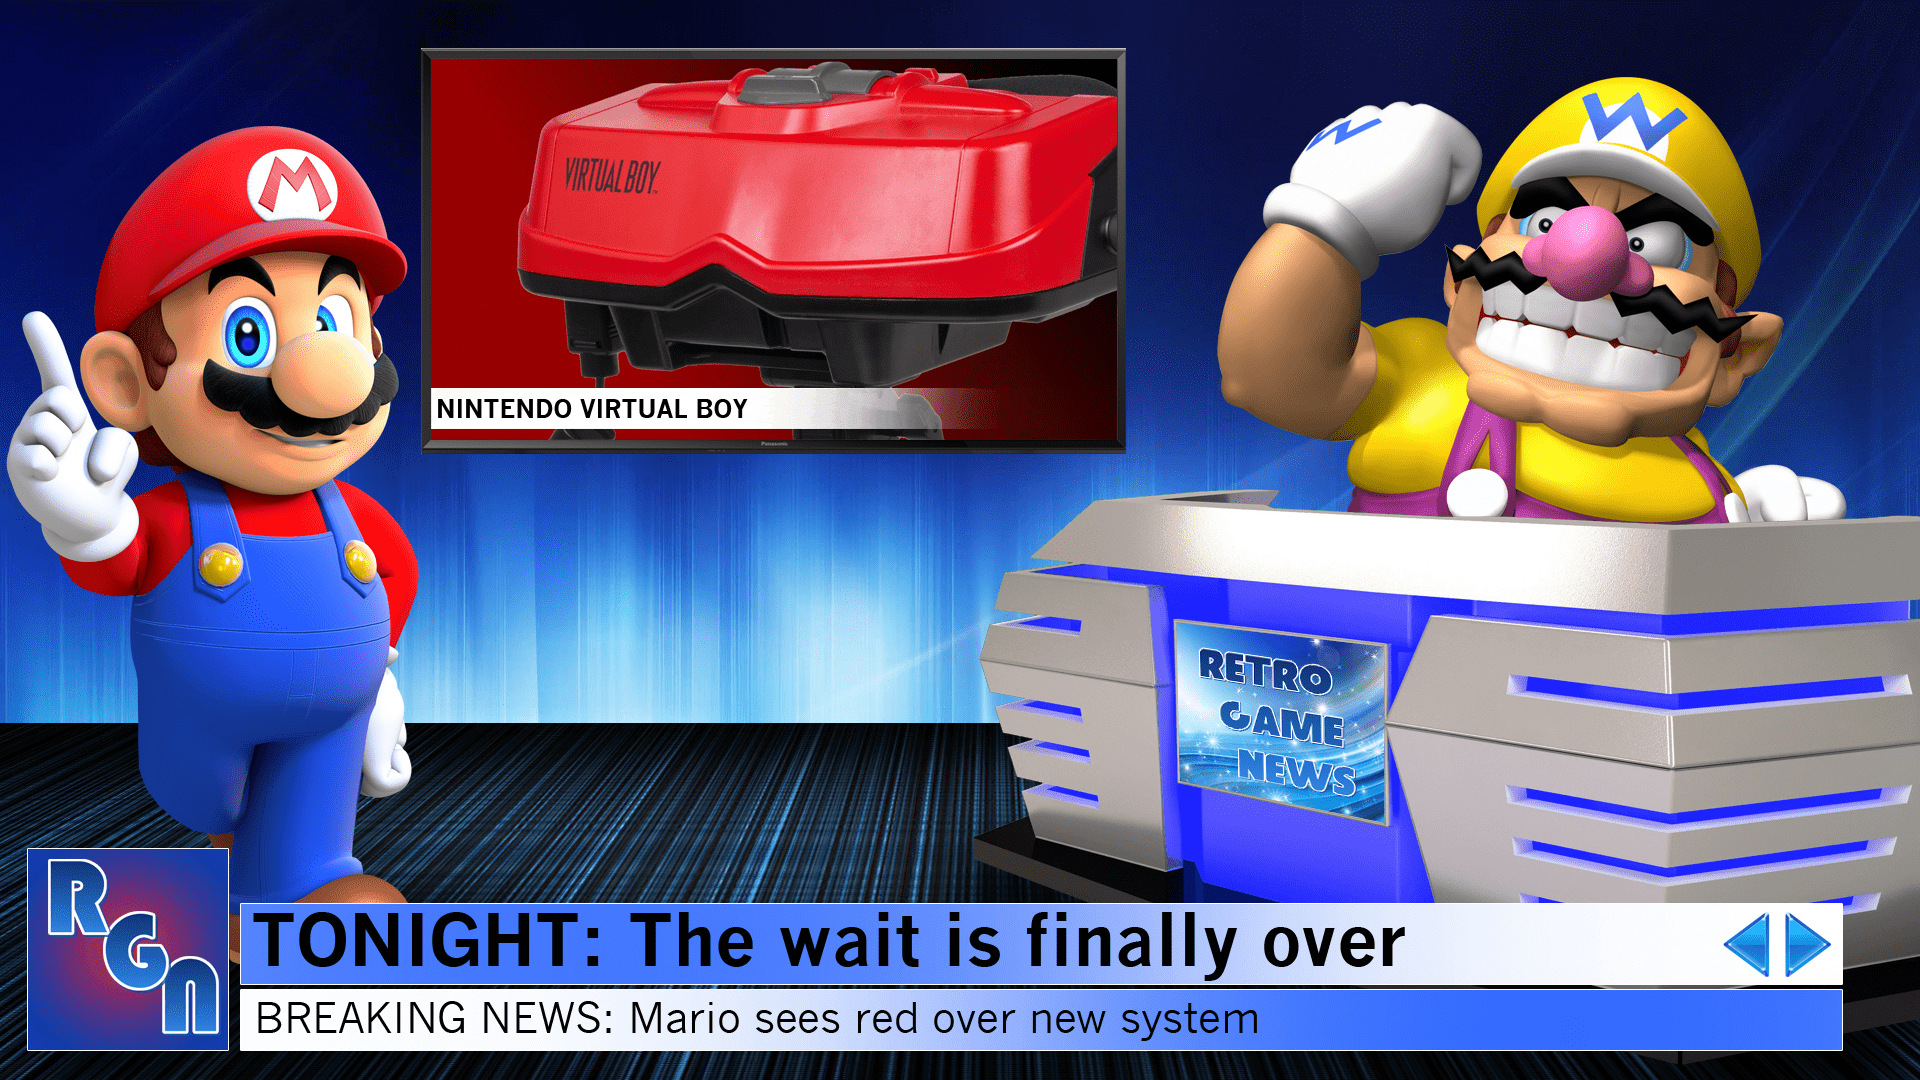 M
W
W
VIRTUAL BOY
NINTENDO VIRTUAL BOY
Panasonic
RETRO
GAME
NEWS
RGn
TONIGHT: The wait is finally over
BREAKING NEWS: Mario sees red over new system